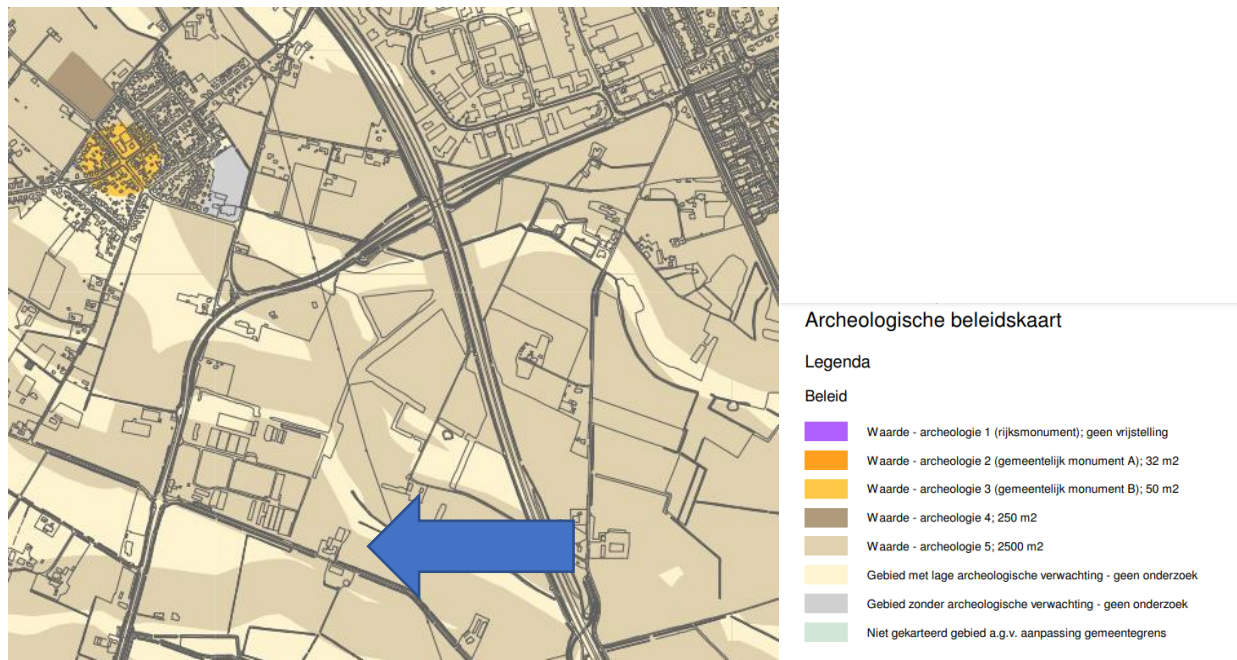 Archeologische beleidskaart
Legenda
Beleid
Waarde - archeologie 1 (rijksmonument); geen vrijstelling
Waarde - archeologie 2 (gemeentelijk monument A); 32 m2
Waarde - archeologie 3 (gemeentelijk monument B); 50 m2
Waarde - archeologie 4; 250 m2
Waarde - archeologie 5; 2500 m2
Gebied met lage archeologische verwachting - geen onderzoek
Gebied zonder archeologische verwachting - geen onderzoek
Niet gekarteerd gebied a.g.v. aanpassing gemeentegrens